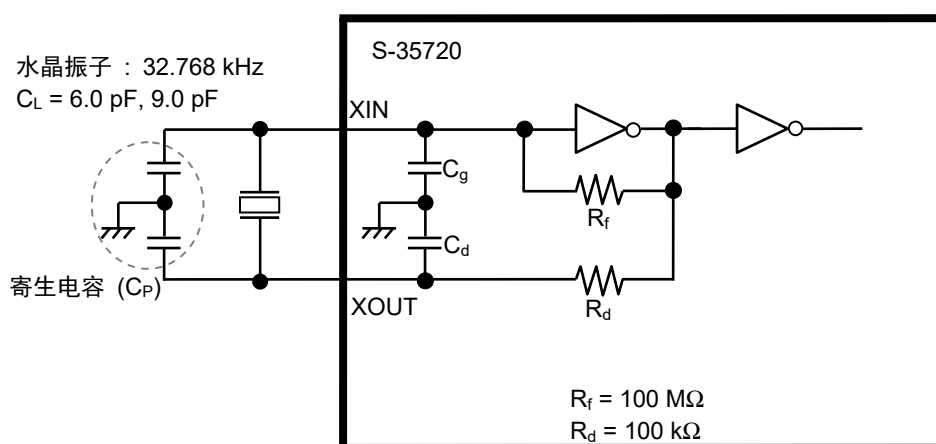 S-35720
水晶振子 : 32.768 kHz
CL = 6.0 pF, 9.0 pF
XIN
Cg
Rf
Cd
寄生电容 (CP)
XOUT
Rd
Rf = 100 MΩ
Rd = 100 kΩ